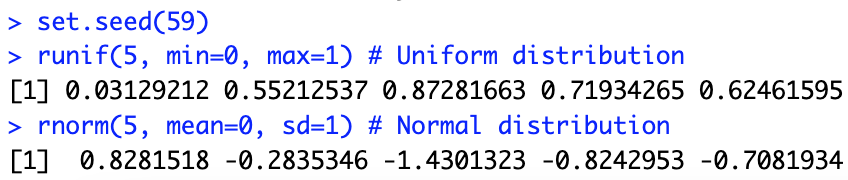 > set.seed(59)
> runif(5, min=0, max=1) # Uniform distribution
[1] 0.03129212 0.55212537 0.87281663 0.71934265 0.62461595
> rnorm(5, mean=0, sd=1) # Normal distribution
[1]  0.8281518 -0.2835346 -1.4301323 -0.8242953 -0.7081934